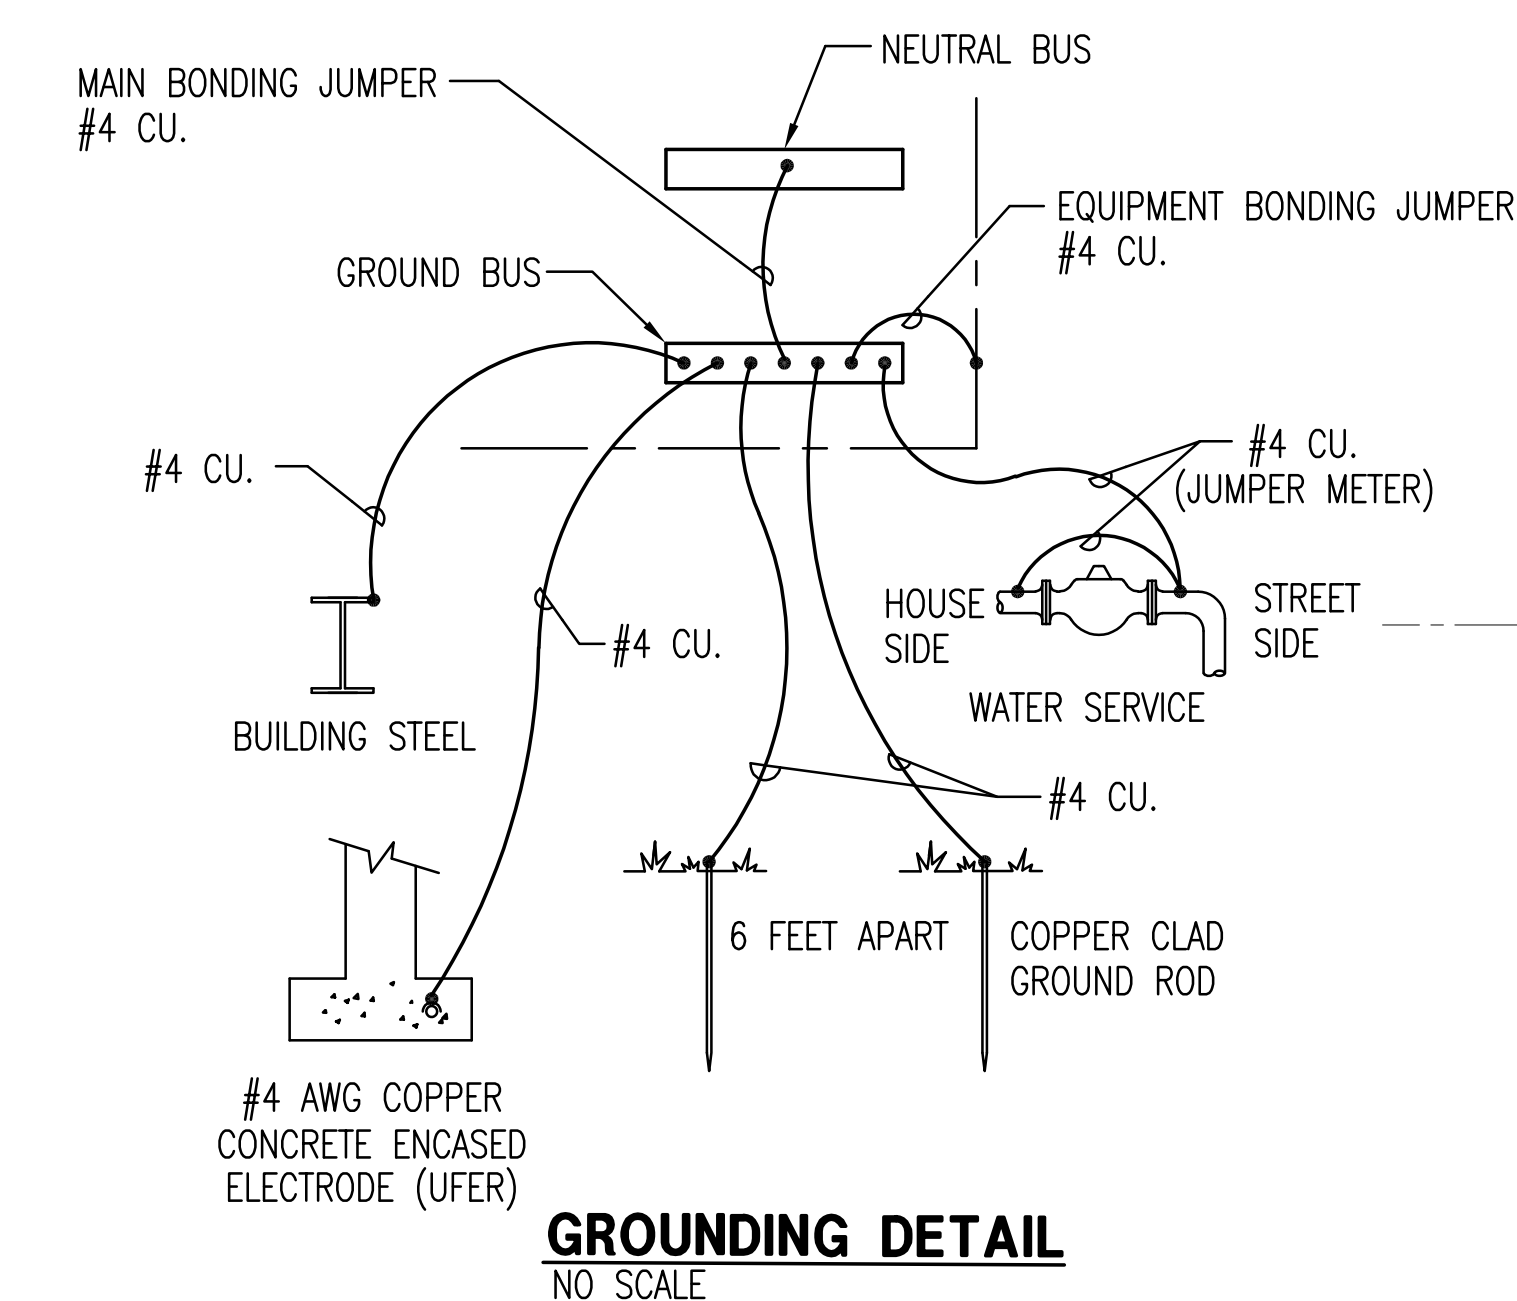 NEUTRAL BUS
MAIN BONDING JUMPER
#4 CU.
EQUIPMENT BONDING JUMPER
#4 CU.
GROUND BUS
#4 CU.
#4 CU.
(JUMPER METER)
HOUSE
SIDE
STREET
SIDE
#4 CU.
WATER SERVICE
BUILDING STEEL
#4 CU.
6 FEET APART
COPPER CLAD
GROUND ROD
#4 AWG COPPER
CONCRETE ENCASED
ELECTRODE (UFER)
GROUNDING DETAIL
NO SCALE